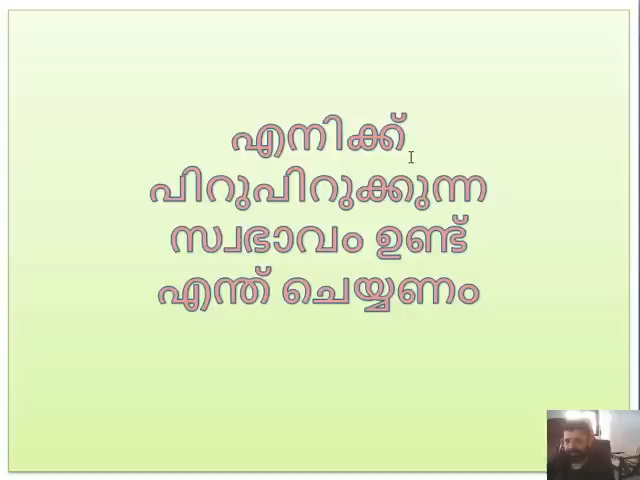 എനിക്ക്
പിറുപിറുക്കുന്ന
സ്വഭാവം ഉണ്ട്
എന്ത് ചെയ്യണം